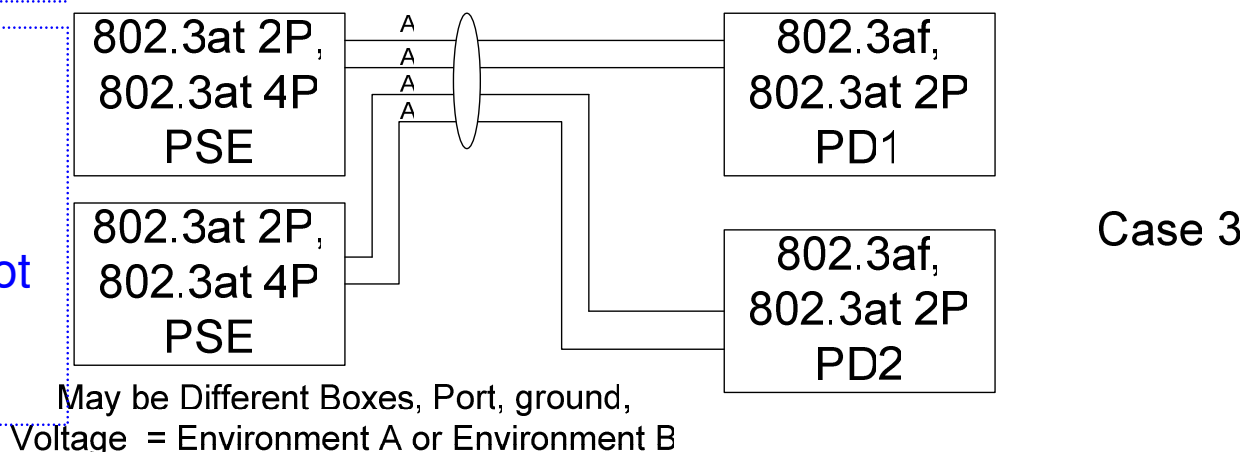 802.3at 2P,
802.3at 4P
PSE
A
A
A
A
802.3af,
802.3at 2P
PD1
802.3at 2P,
802.3at 4P
PSE
802.3af,
802.3at 2P
PD2
Case 3
May be Different Boxes, Port, ground,
Voltage = Environment A or Environment B